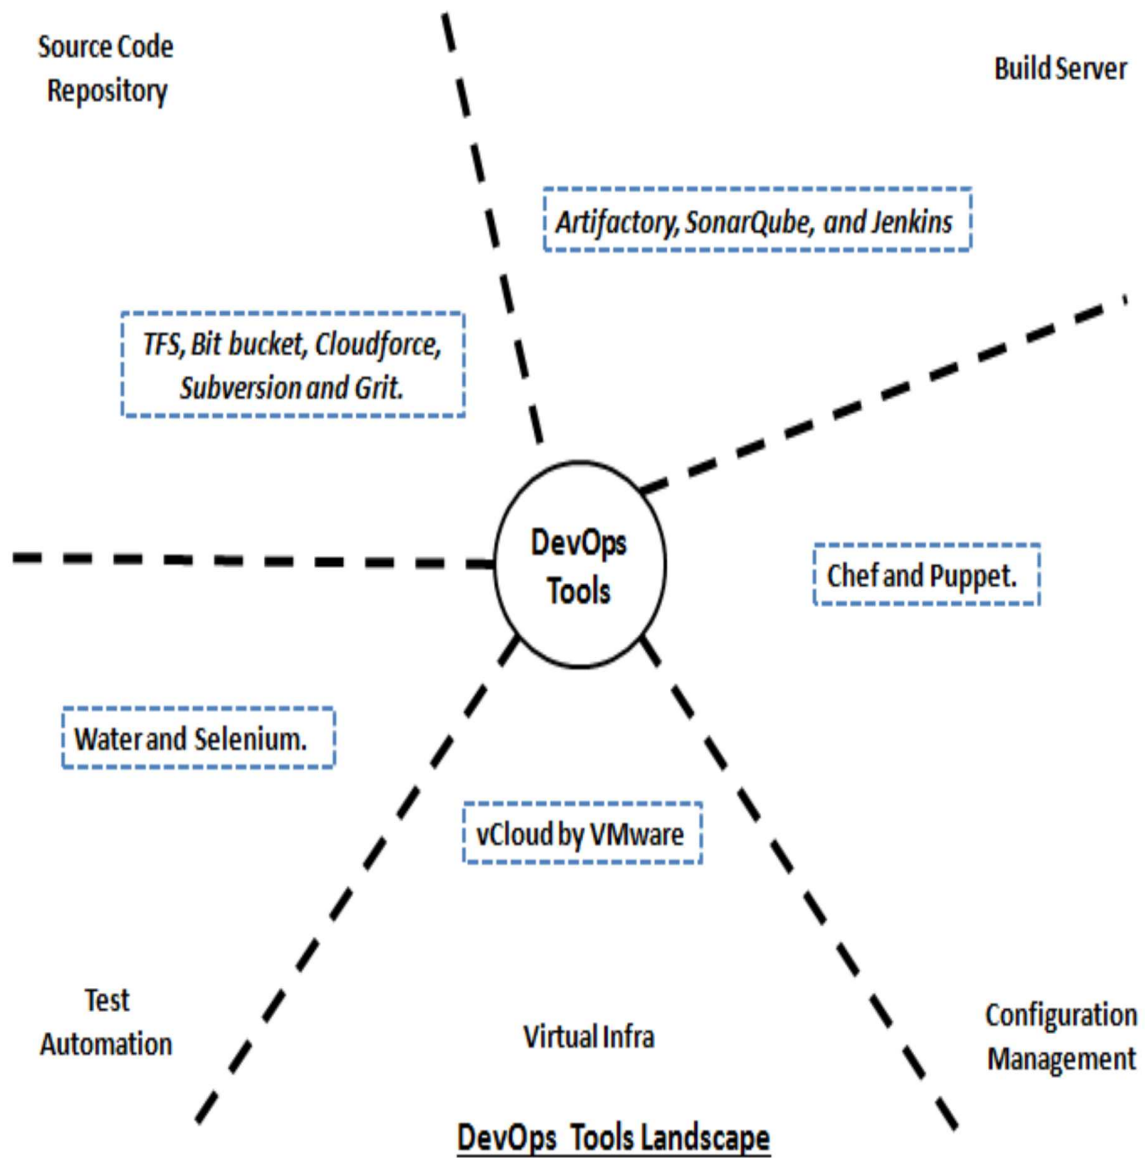 Source Code
Repository
Build Server
Artifactory, SonarQube, and Jenkins
TFS, Bit bucket, Cloudforce,
Subversion and Grit.
DevOps
Tools
Chef and Puppet.
Water and Selenium.
vCloud by VMware
Test
Automation
Virtual Infra
Configuration
Management
DevOps Tools Landscape